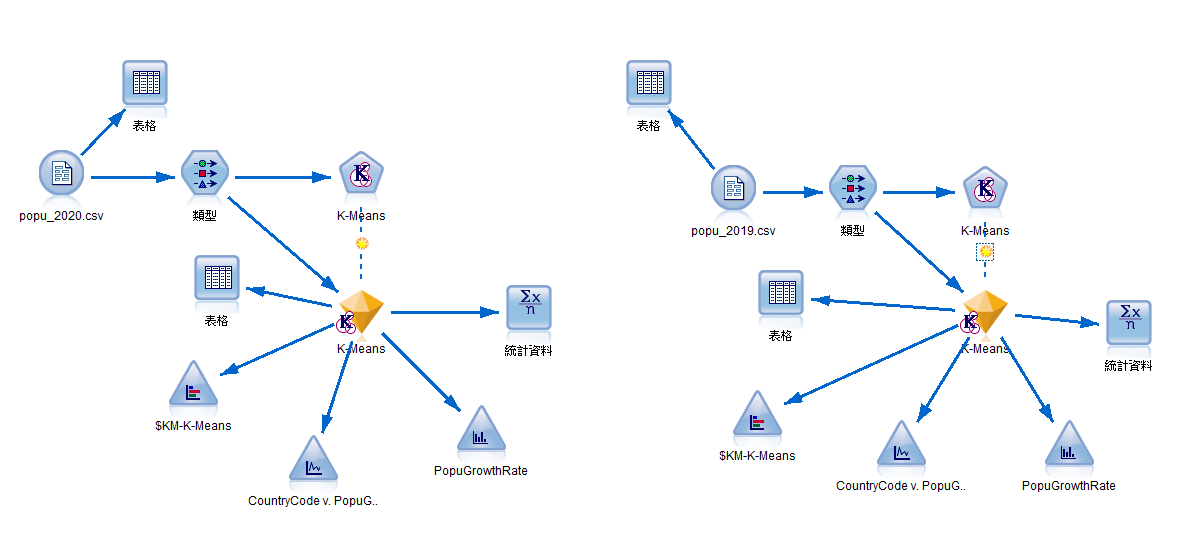 表格
popu_2020.csv
類型
K-Means
表格
K-Means
Σx
n
統計資料
$KM-K-Means
CountryCode v. PopuG..
PopuGrowthRate
表格
popu_2019.csv
類型
K-Means
表格
K-Means
Σx
n
統計資料
$KM-K-Means
CountryCode v. PopuG..
PopuGrowthRate